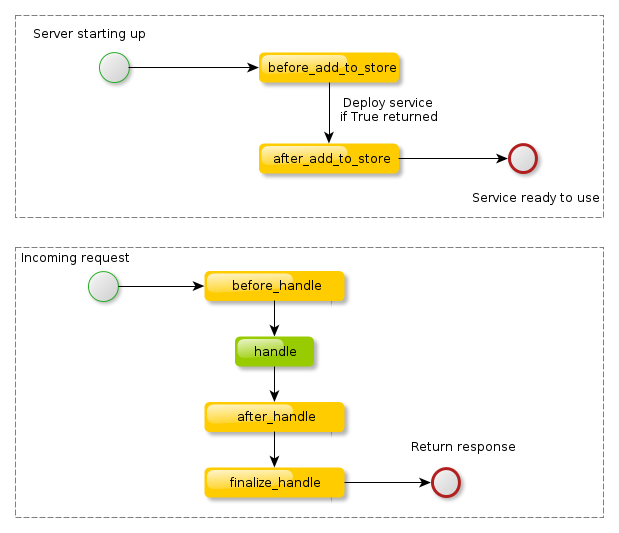 Server starting up
before_add_to_store
Deploy service
if True returned
after_add_to_store
Service ready to use
Incoming request
before_handle
handle
after_handle
Return response
finalize_handle